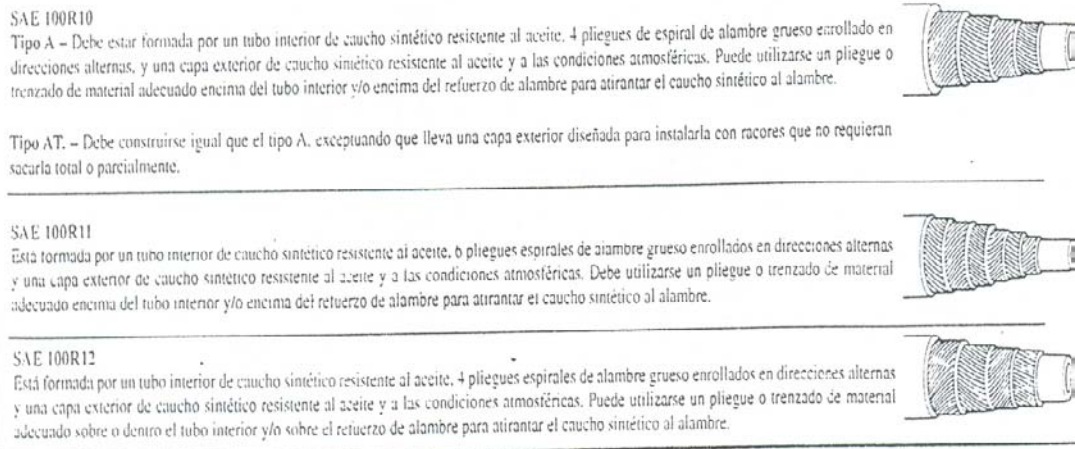 SAE 100R10
Tipo A – Debe estar formada por un tubo interior de caucho sintético resistente al aceite, 4 pliegues de espiral de alambre grueso enrollado en
direcciones alternas, y una capa exterior de caucho sintético resistente al aceite y a las condiciones atmosféricas. Puede utilizarse un pliegue o
trenzado de material adecuado encima del tubo interior y/o encima del refuerzo de alambre para atirantar el caucho sintético al alambre.
Tipo AT. – Debe construirse igual que el tipo A, exceptuando que lleva una capa exterior diseñada para instalarla con racores que no requieran
sacarla total o parcialmente.
SAE 100R11
Está formada por un tubo interior de caucho sintético resistente al aceite, 6 pliegues espirales de alambre grueso enrollados en direcciones alternas
y una capa exterior de caucho sintético resistente al aceite y a las condiciones atmosféricas. Debe utilizarse un pliegue o trenzado de material
adecuado encima del tubo interior y/o encima del refuerzo de alambre para atirantar el caucho sintético al alambre.
SAE 100R12
Está formada por un tubo interior de caucho sintético resistente al aceite, 4 pliegues espirales de alambre grueso enrollados en direcciones alternas
y una capa exterior de caucho sintético resistente al aceite y a las condiciones atmosféricas. Puede utilizarse un pliegue o trenzado de material
adecuado sobre o dentro el tubo interior y/o sobre el refuerzo de alambre para atirantar el caucho sintético al alambre.